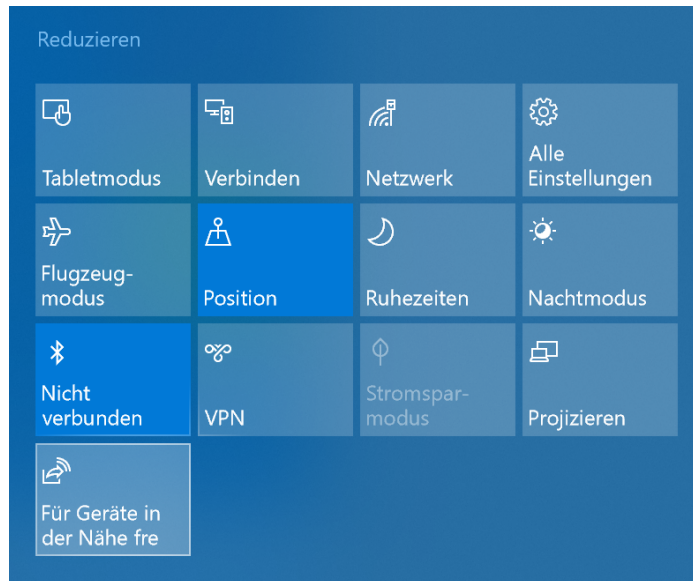 Reduzieren
Tabletmodus
Verbinden
Netzwerk
Alle
Einstellungen
Flugzeug-
modus
Position
Ruhezeiten
Nachtmodus
Nicht
verbunden
VPN
Stromspar-
modus
Projizieren
Für Geräte in
der Nähe fre